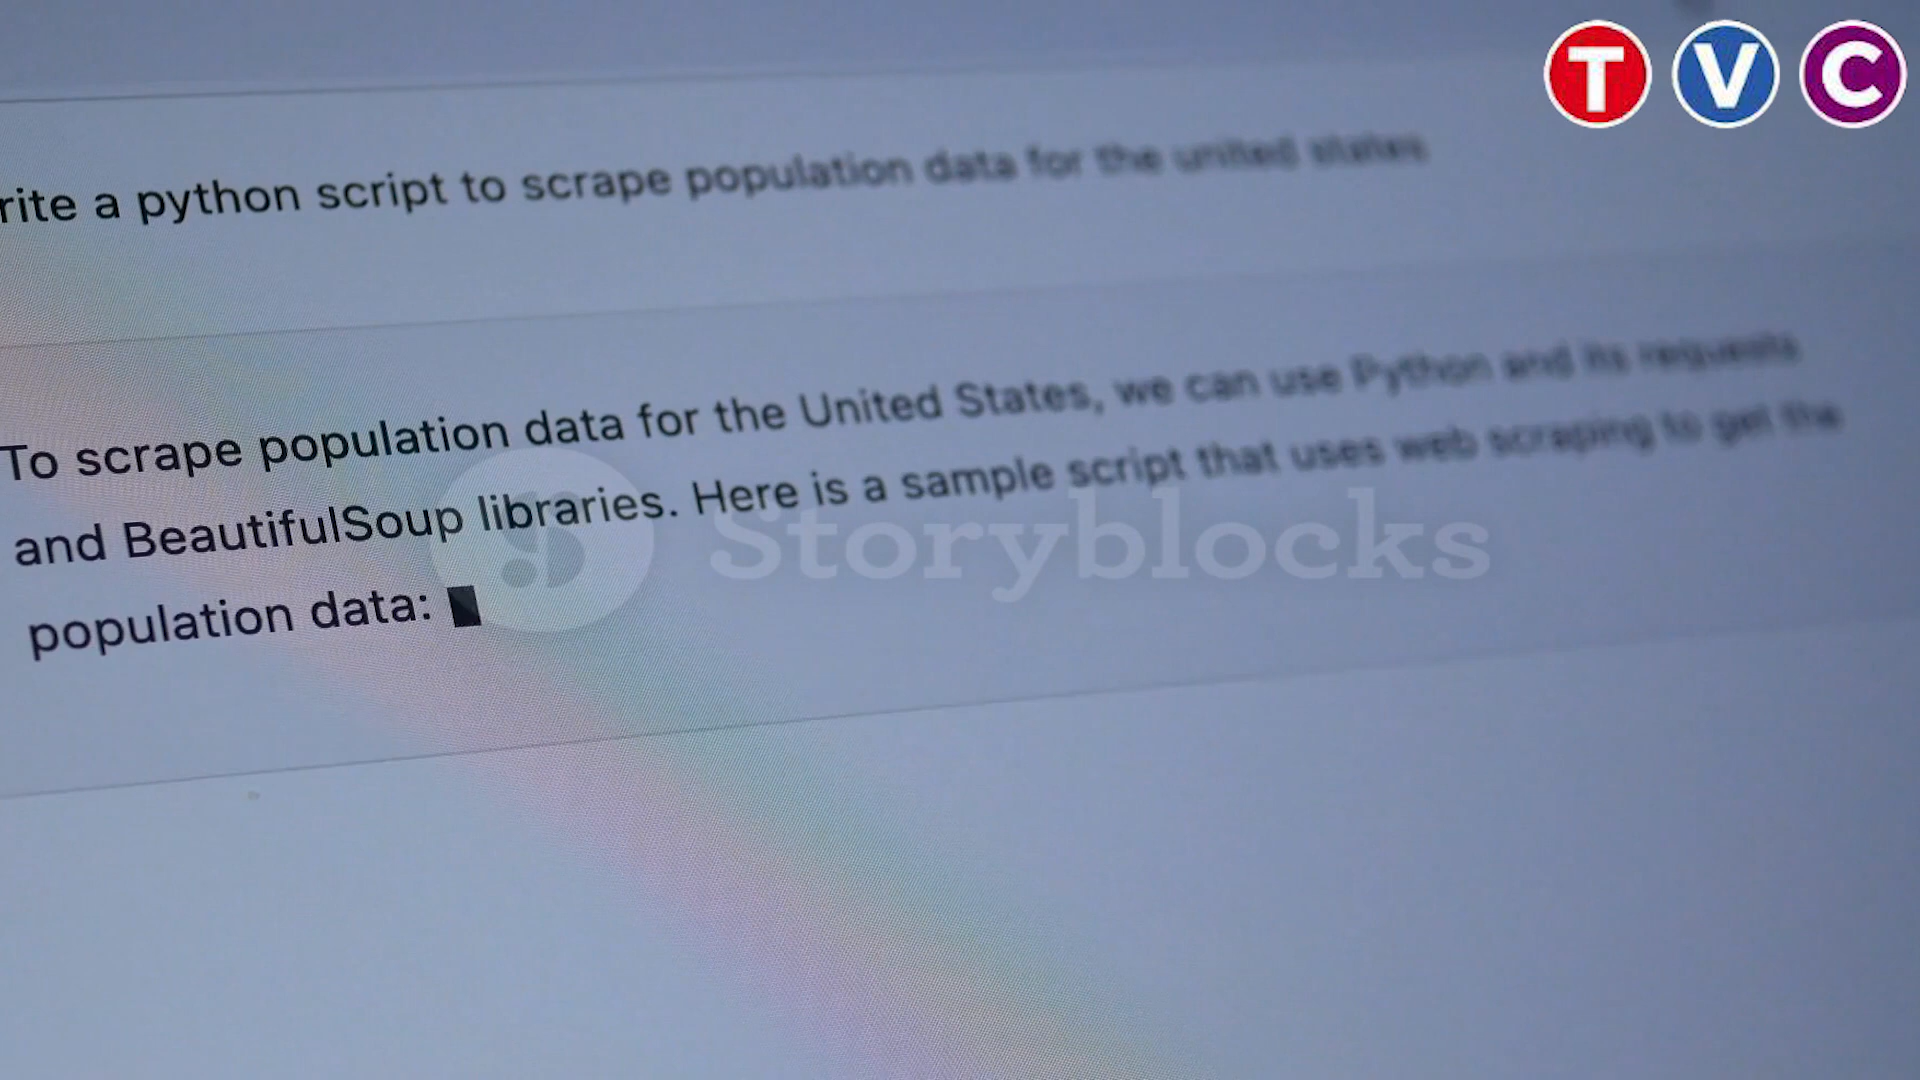 T V C
rite a python script to scrape population data for the united states
To scrape population data for the United States, we can use Python and its requests
and BeautifulSoup libraries. Here is a sample script that uses web scraping to get the
Storyblocks
population data: